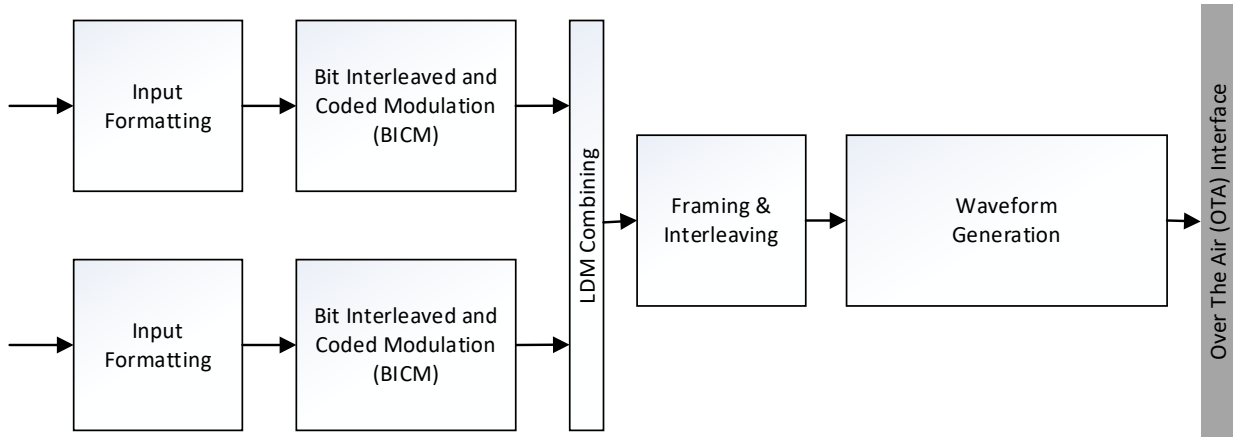 Input
Formatting
Bit Interleaved and
Coded Modulation
(BICM)
Input
Formatting
Bit Interleaved and
Coded Modulation
(BICM)
LDM Combining
Framing &
Interleaving
Waveform
Generation
Over The Air (OTA) Interface